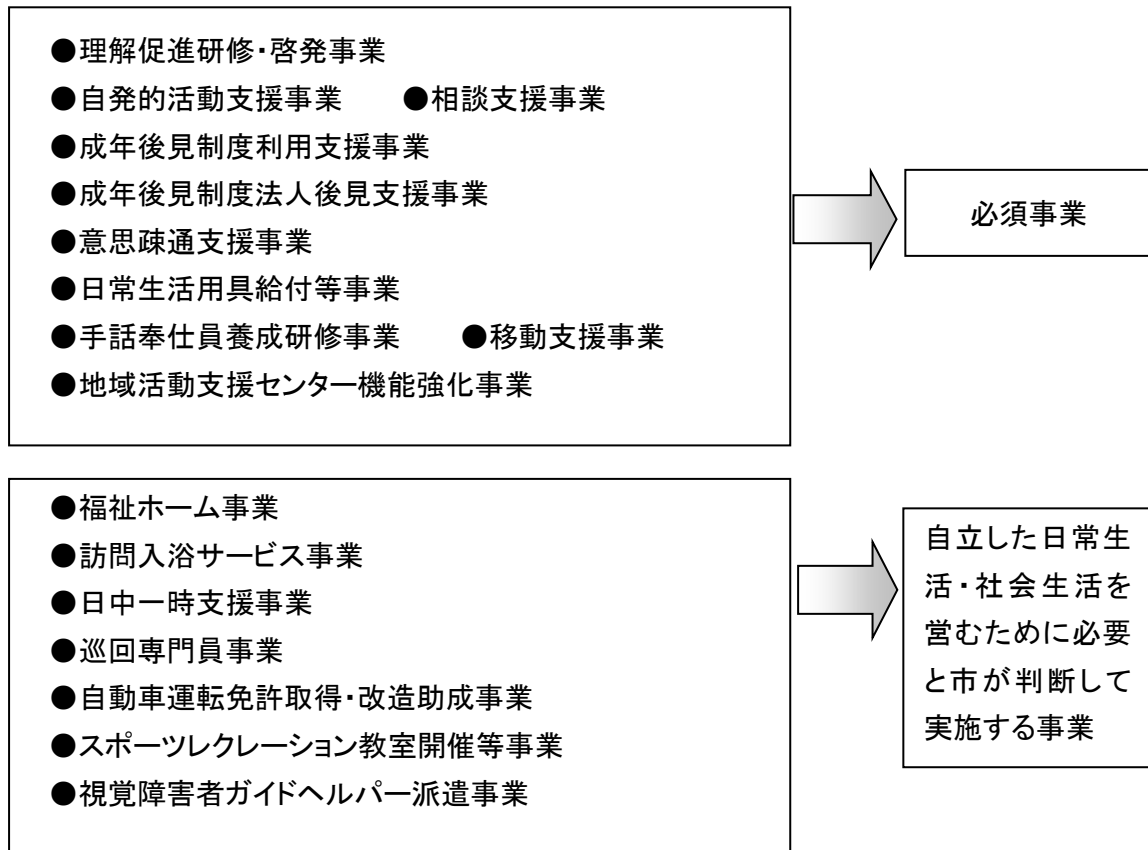 ●理解促進研修・啓発事業
●自発的活動支援事業　　●相談支援事業
●成年後見制度利用支援事業
●成年後見制度法人後見支援事業
●意思疎通支援事業
●日常生活用具給付等事業
●手話奉仕員養成研修事業　　●移動支援事業
●地域活動支援センター機能強化事業
必須事業
●福祉ホーム事業
●訪問入浴サービス事業
●日中一時支援事業
●巡回専門員事業
●自動車運転免許取得・改造助成事業
●スポーツレクレーション教室開催等事業
●視覚障害者ガイドヘルパー派遣事業
自立した日常生
活・社会生活を
営むために必要
と市が判断して
実施する事業